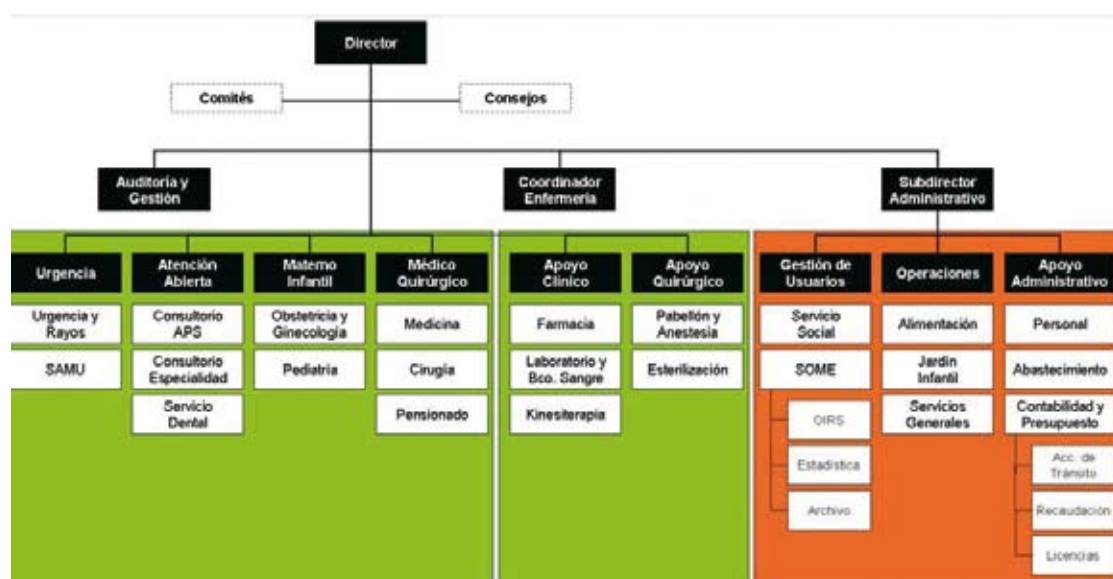 Director
Comités
Consejos
Auditoría y
Gestión
Coordinador
Enfermería
Subdirector
Administrativo
Urgencia
Atención
Abierta
Materno
Infantil
Médico
Quirúrgico
Apoyo
Clínico
Apoyo
Quirúrgico
Gestión de
Usuarios
Operaciones
Apoyo
Administrativo
Urgencia y
Rayos
Consultorio
APS
Obstetricia y
Ginecología
Medicina
Farmacia
Pabellón y
Anestesia
Servicio
Social
Alimentación
Personal
SAMU
Consultorio
Especialidad
Pediatría
Cirugía
Laboratorio y
Bco. Sangre
Esterilización
SOME
Jardín
Infantil
Abastecimiento
Servicio
Dental
Pensionado
Kinesiterapia
Servicios
Generales
Contabilidad y
Presupuesto
OIRS
Estadística
Archivo
Acc. de
Tránsito
Recaudación
Licencias